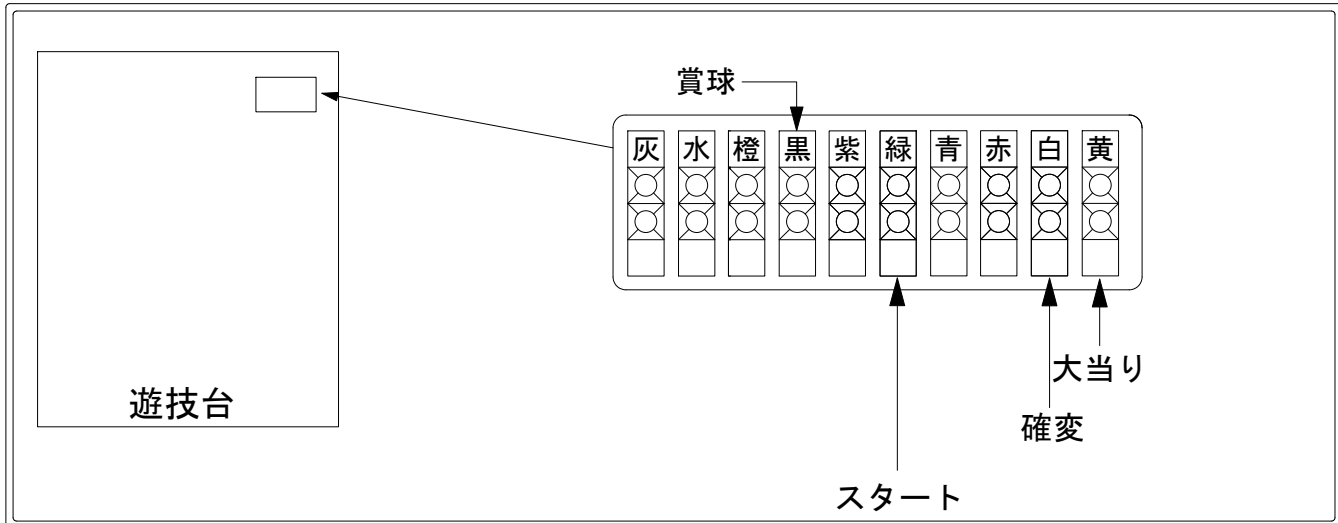 賞球
灰 水 橙 黒 紫 緑 青 赤 白 黄
大当り
遊技台
確変
スタート